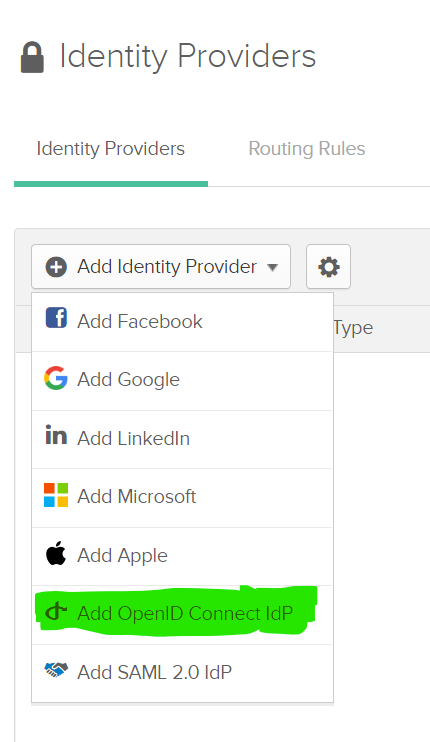 Identity Providers
Identity Providers Routing Rules
Add Identity Provider
Type
Add Facebook
Add Google
Add LinkedIn
Add Microsoft
Add Apple
Add OpenID Connect IdP
Add SAML 2.0 IdP